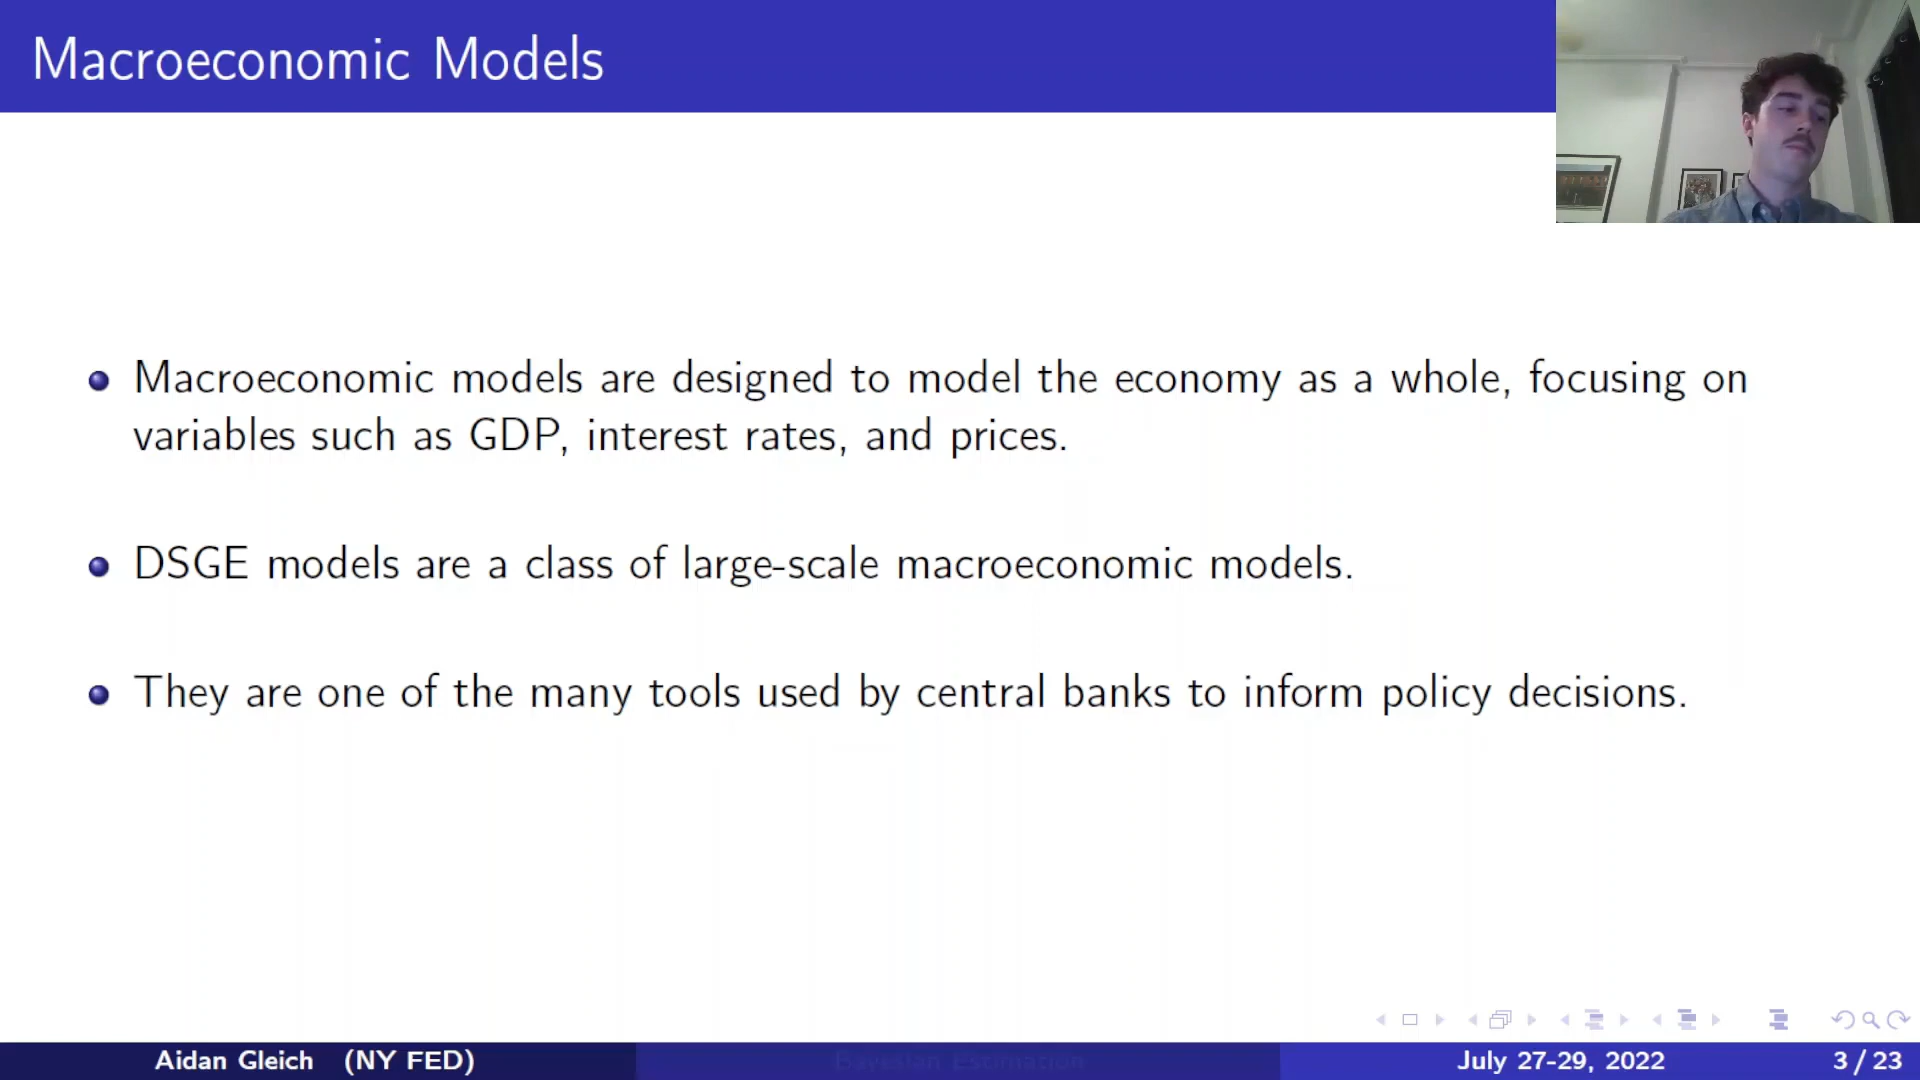 Macroeconomic Models
Macroeconomic models are designed to model the economy as a whole, focusing on
variables such as GDP, interest rates, and prices.
DSGE models are a class of large-scale macroeconomic models.
They are one of the many tools used by central banks to inform policy decisions.
Aidan Gleich (NY FED)
Bayesian Estimation
July 27-29, 2022
3 / 23